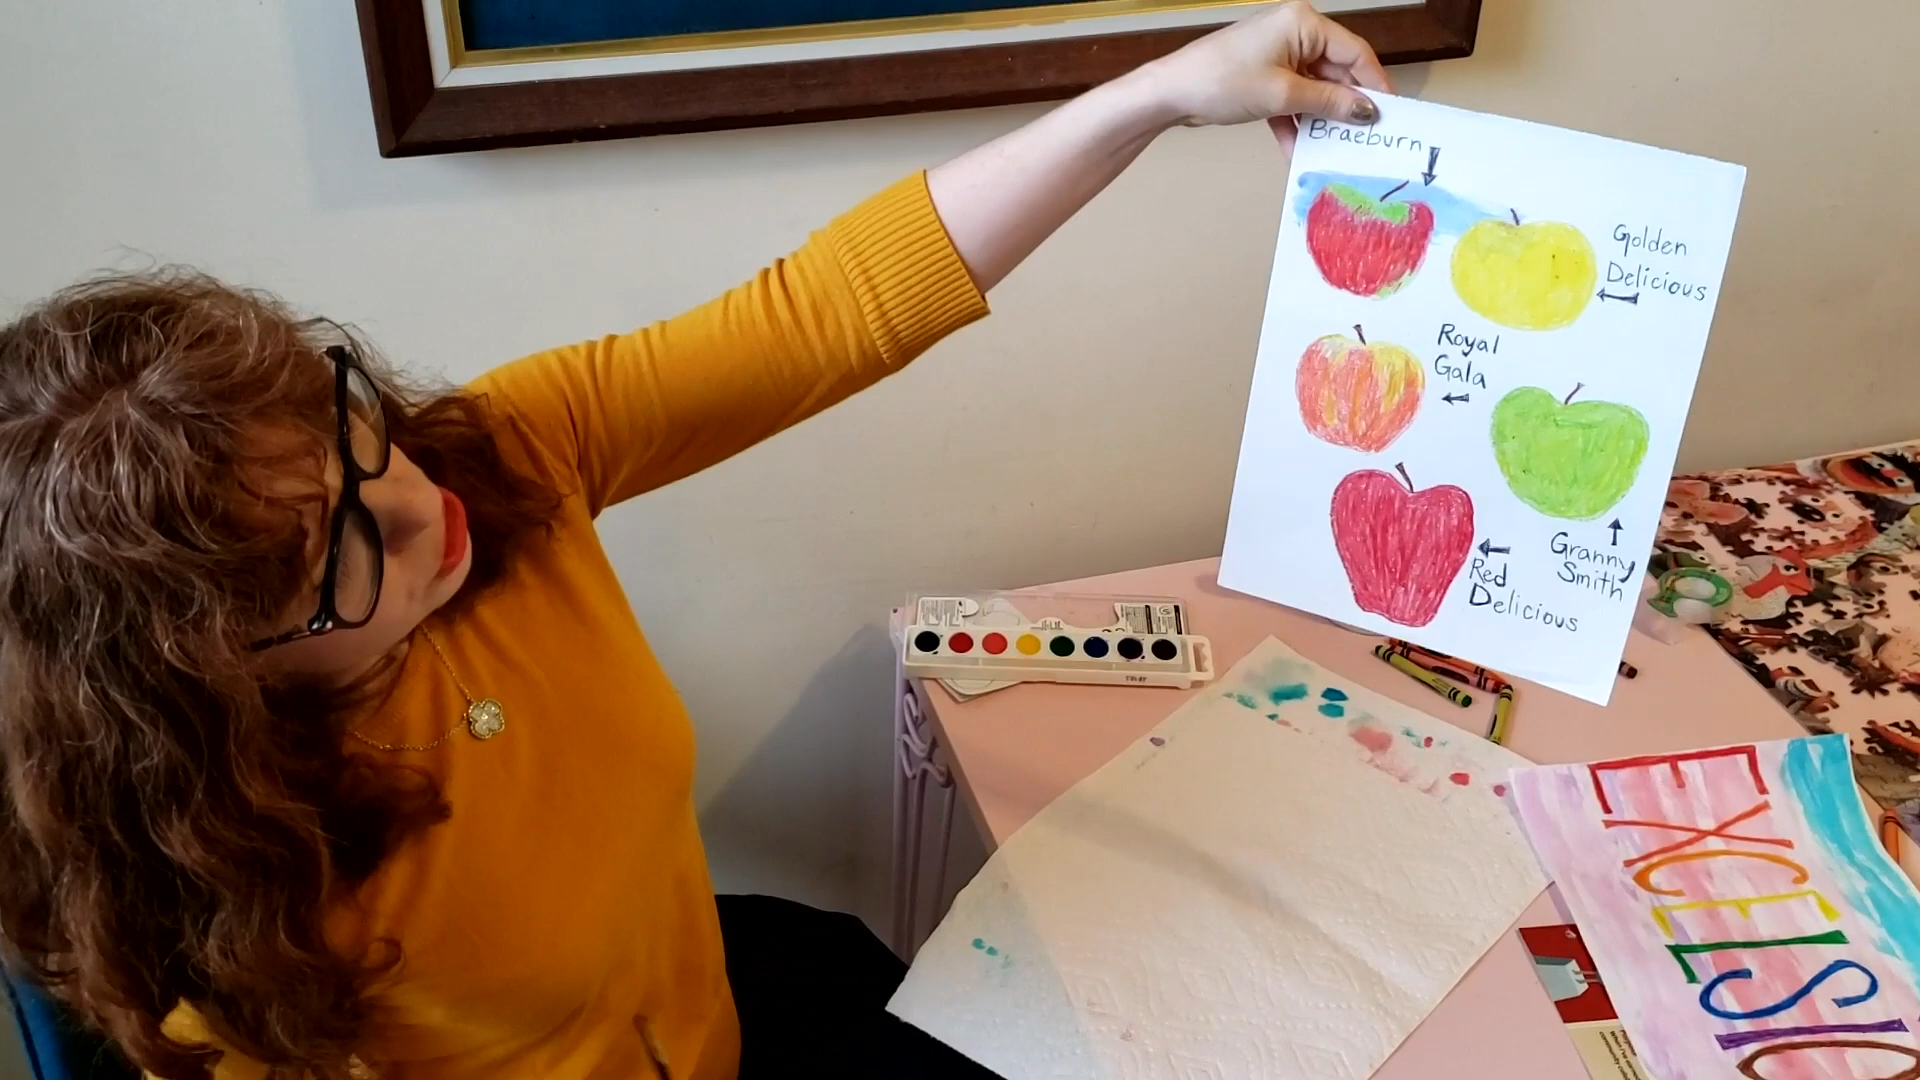 Braeburn
Golden
Delicious
Royal
Gala
Granny
Smith
Red
Delicious
EXCELSIO